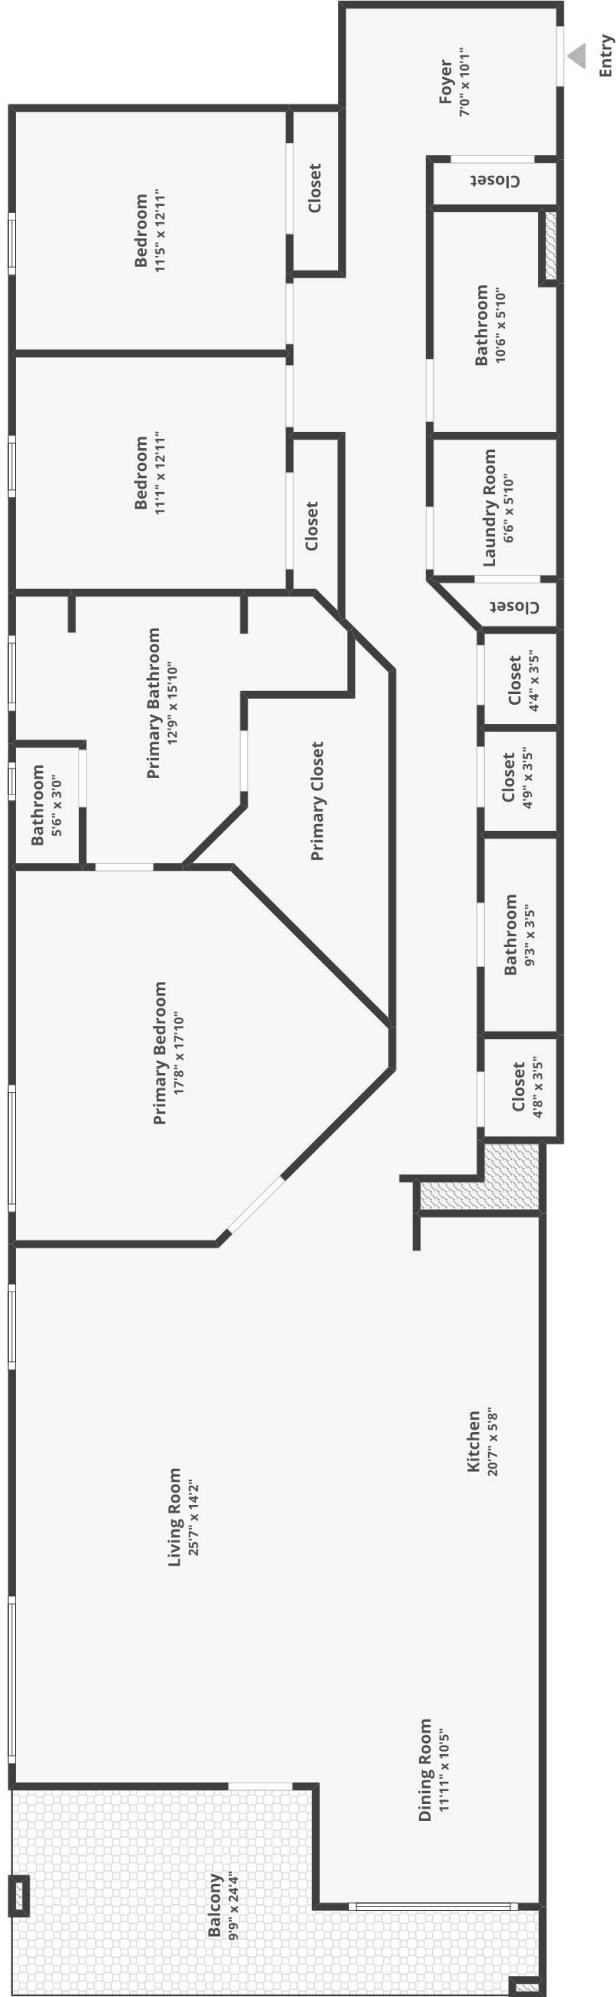 Entry
Foyer
7'0" x 10'1"
Closet
Bedroom
11'5" x 12'11"
Closet
Bathroom
10'6" x 5'10"
Bedroom
11'1" x 12'11"
Closet
Laundry Room
6'6" x 5'10"
Closet
Primary Bathroom
12'9" x 15'10"
Closet
4'4" x 3'5"
Bathroom
5'6" x 3'0"
Primary Closet
Closet
4'9" x 3'5"
Bathroom
9'3" x 3'5"
Primary Bedroom
17'8" x 17'10"
Closet
4'8" x 3'5"
Living Room
25'7" x 14'2"
Kitchen
20'7" x 5'8"
Dining Room
11'11" x 10'5"
Balcony
9'9" x 24'4"